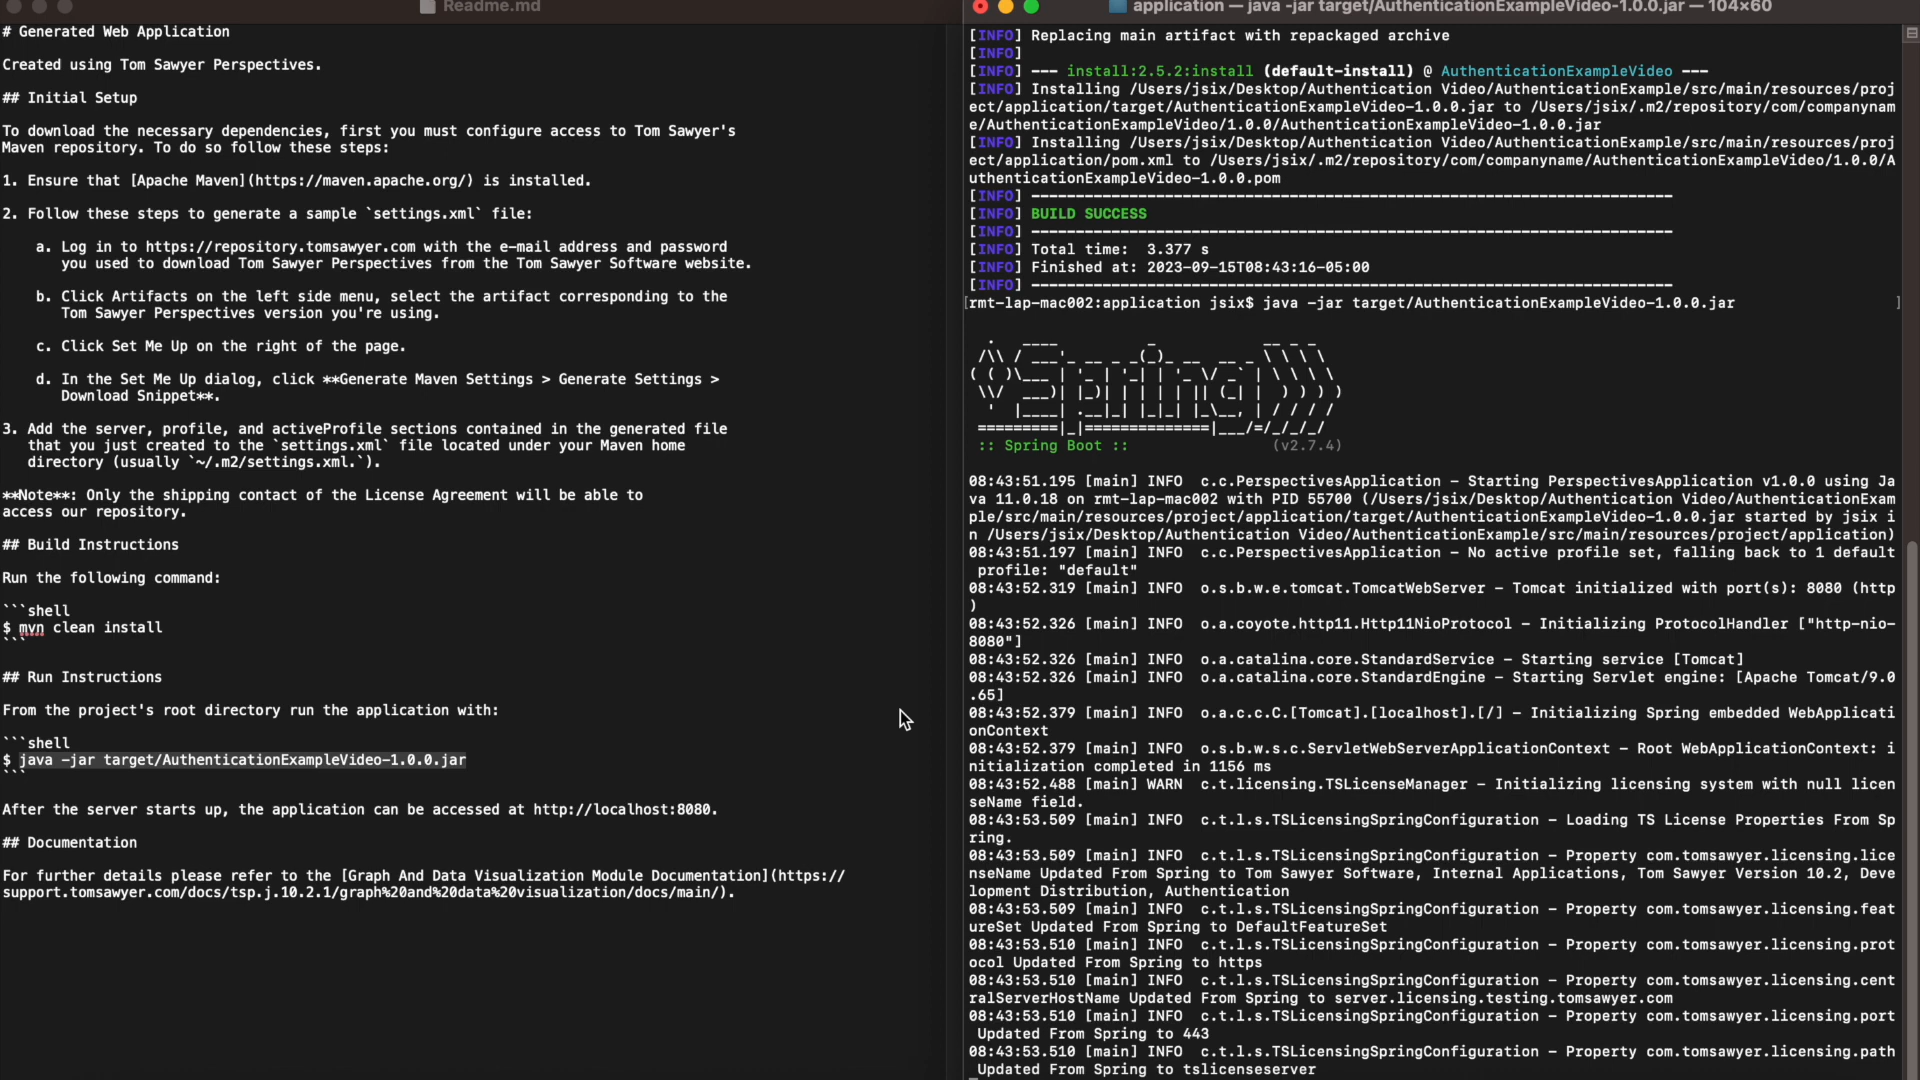 Readme.md
# Generated Web Application
Created using Tom Sawyer Perspectives.
## Initial Setup
To download the necessary dependencies, first you must configure access to Tom Sawyer's
Maven repository. To do so follow these steps:
1. Ensure that [Apache Maven](https://maven.apache.org/) is installed.
2. Follow these steps to generate a sample `settings.xml` file:
a. Log in to https://repository.tomsawyer.com with the e-mail address and password
you used to download Tom Sawyer Perspectives from the Tom Sawyer Software website.
b. Click Artifacts on the left side menu, select the artifact corresponding to the
Tom Sawyer Perspectives version you're using.
c. Click Set Me Up on the right of the page.
d. In the Set Me Up dialog, click **Generate Maven Settings > Generate Settings >
Download Snippet**.
3. Add the server, profile, and activeProfile sections contained in the generated file
that you just created to the `settings.xml` file located under your Maven home
directory (usually `~/.m2/settings.xml.`).
**Note**: Only the shipping contact of the License Agreement will be able to
access our repository.
## Build Instructions
Run the following command:
```shell
$ mvn clean install
```
## Run Instructions
From the project's root directory run the application with:
```shell
$ java -jar target/AuthenticationExampleVideo-1.0.0.jar
```
After the server starts up, the application can be accessed at http://localhost:8080.
## Documentation
For further details please refer to the [Graph And Data Visualization Module Documentation](https://
support.tomsawyer.com/docs/tsp.j.10.2.1/graph%20and%20data%20visualization/docs/main/).
application — java -jar target/AuthenticationExampleVideo-1.0.0.jar — 104×60
[INFO] Replacing main artifact with repackaged archive
[INFO]
[INFO] --- install:2.5.2:install (default-install) @ AuthenticationExampleVideo ---
[INFO] Installing /Users/jsix/Desktop/Authentication Video/AuthenticationExample/src/main/resources/proj
ect/application/target/AuthenticationExampleVideo-1.0.0.jar to /Users/jsix/.m2/repository/com/companynam
e/AuthenticationExampleVideo/1.0.0/AuthenticationExampleVideo-1.0.0.jar
[INFO] Installing /Users/jsix/Desktop/Authentication Video/AuthenticationExample/src/main/resources/proj
ect/application/pom.xml to /Users/jsix/.m2/repository/com/companyname/AuthenticationExampleVideo/1.0.0/A
uthenticationExampleVideo-1.0.0.pom
[INFO] ------------------------------------------------------------------------
[INFO] BUILD SUCCESS
[INFO] ------------------------------------------------------------------------
[INFO] Total time:  3.377 s
[INFO] Finished at: 2023-09-15T08:43:16-05:00
[INFO] ------------------------------------------------------------------------
[rmt-lap-mac002:application jsix$ java -jar target/AuthenticationExampleVideo-1.0.0.jar ]
Spring
:: Spring Boot :: (v2.7.4)
08:43:51.195 [main] INFO  c.c.PerspectivesApplication - Starting PerspectivesApplication v1.0.0 using Ja
va 11.0.18 on rmt-lap-mac002 with PID 55700 (/Users/jsix/Desktop/Authentication Video/AuthenticationExam
ple/src/main/resources/project/application/target/AuthenticationExampleVideo-1.0.0.jar started by jsix i
n /Users/jsix/Desktop/Authentication Video/AuthenticationExample/src/main/resources/project/application)
08:43:51.197 [main] INFO  c.c.PerspectivesApplication - No active profile set, falling back to 1 default
profile: "default"
08:43:52.319 [main] INFO  o.s.b.w.e.tomcat.TomcatWebServer - Tomcat initialized with port(s): 8080 (http
)
08:43:52.326 [main] INFO  o.a.coyote.http11.Http11NioProtocol - Initializing ProtocolHandler ["http-nio-
8080"]
08:43:52.326 [main] INFO  o.a.catalina.core.StandardService - Starting service [Tomcat]
08:43:52.326 [main] INFO  o.a.catalina.core.StandardEngine - Starting Servlet engine: [Apache Tomcat/9.0
.65]
08:43:52.379 [main] INFO  o.a.c.c.C.[Tomcat].[localhost].[/] - Initializing Spring embedded WebApplicati
onContext
08:43:52.379 [main] INFO  o.s.b.w.s.c.ServletWebServerApplicationContext - Root WebApplicationContext: i
nitialization completed in 1156 ms
08:43:52.488 [main] WARN  c.t.licensing.TSLicenseManager - Initializing licensing system with null licen
seName field.
08:43:53.509 [main] INFO  c.t.l.s.TSLicensingSpringConfiguration - Loading TS License Properties From Sp
ring.
08:43:53.509 [main] INFO  c.t.l.s.TSLicensingSpringConfiguration - Property com.tomsawyer.licensing.lice
nseName Updated From Spring to Tom Sawyer Software, Internal Applications, Tom Sawyer Version 10.2, Deve
lopment Distribution, Authentication
08:43:53.509 [main] INFO  c.t.l.s.TSLicensingSpringConfiguration - Property com.tomsawyer.licensing.feat
ureSet Updated From Spring to DefaultFeatureSet
08:43:53.510 [main] INFO  c.t.l.s.TSLicensingSpringConfiguration - Property com.tomsawyer.licensing.prot
ocol Updated From Spring to https
08:43:53.510 [main] INFO  c.t.l.s.TSLicensingSpringConfiguration - Property com.tomsawyer.licensing.cent
ralServerHostName Updated From Spring to server.licensing.testing.tomsawyer.com
08:43:53.510 [main] INFO  c.t.l.s.TSLicensingSpringConfiguration - Property com.tomsawyer.licensing.port
Updated From Spring to 443
08:43:53.510 [main] INFO  c.t.l.s.TSLicensingSpringConfiguration - Property com.tomsawyer.licensing.path
Updated From Spring to tslicenseserver